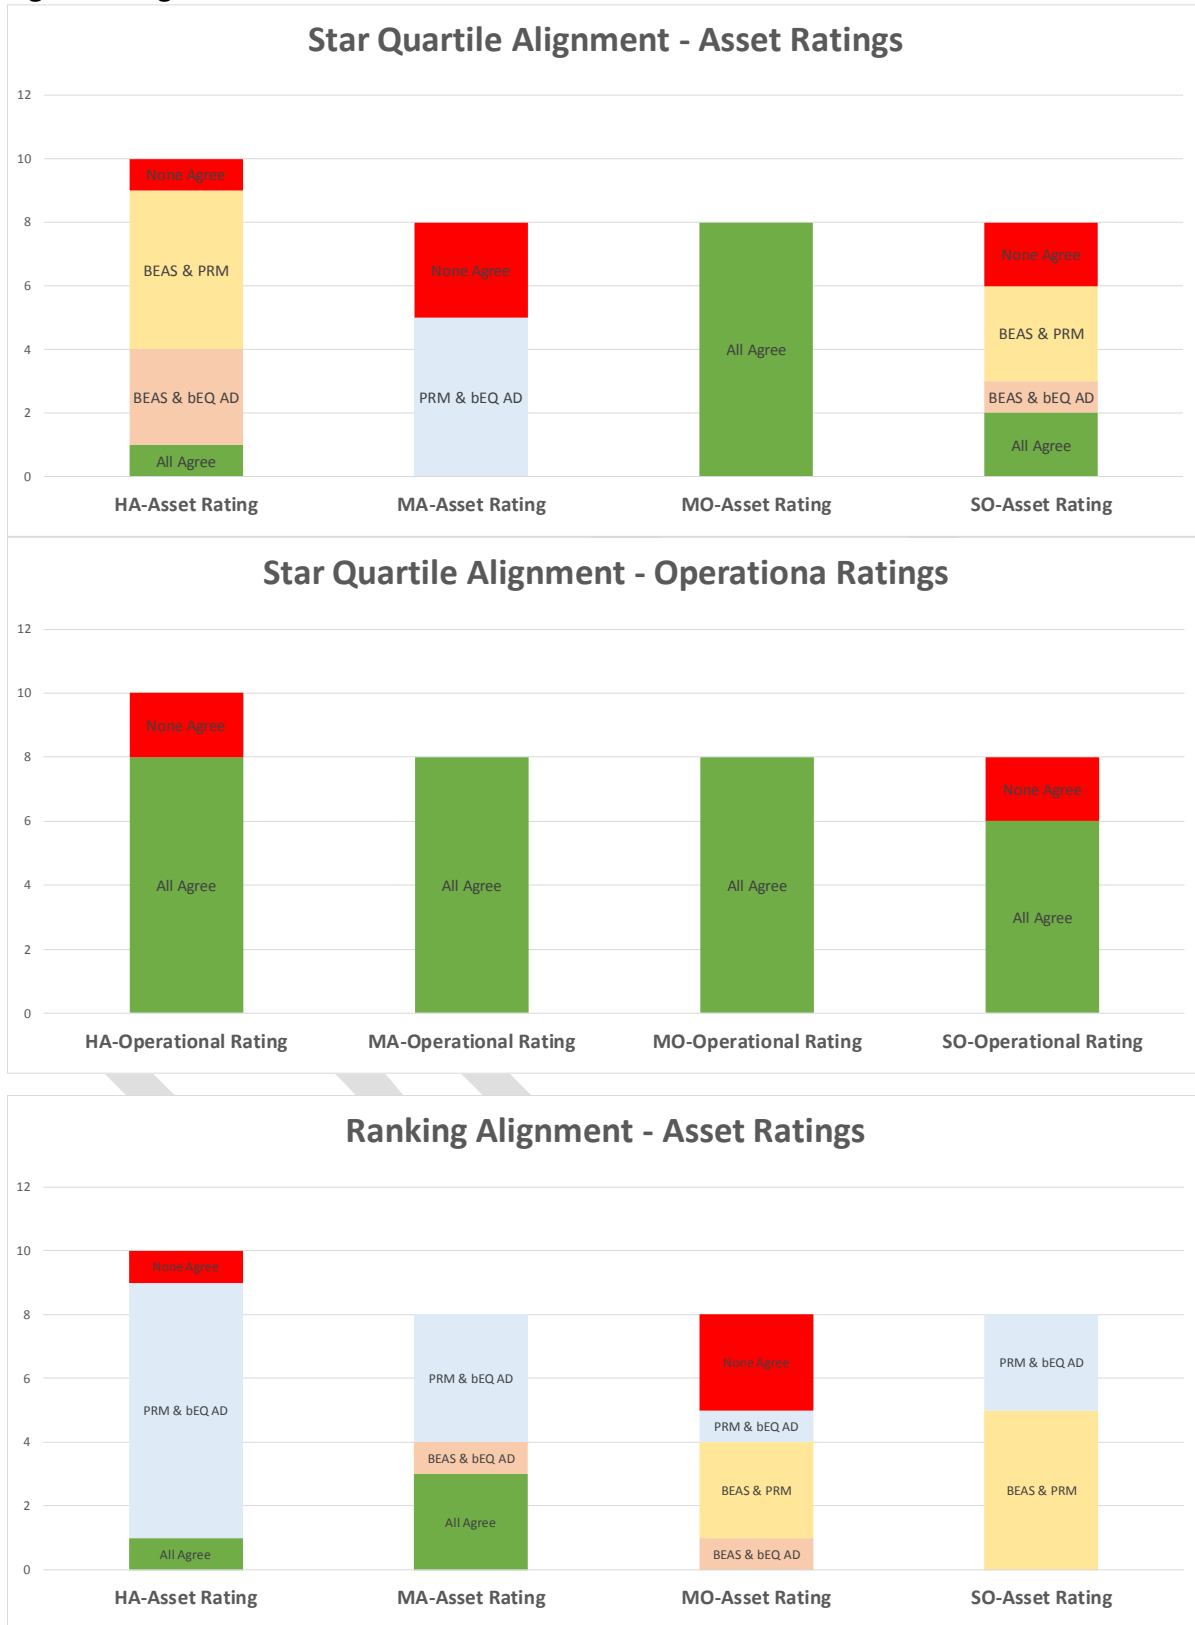 Star Quartile Alignment - Asset Ratings
12
10
8
6
4
2
0
None Agree
BEAS & PRM
BEAS & bEQ AD
All Agree
None Agree
PRM & bEQ AD
All Agree
None Agree
BEAS & PRM
BEAS & bEQ AD
All Agree
HA-Asset Rating
MA-Asset Rating
MO-Asset Rating
SO-Asset Rating
Star Quartile Alignment - Operationa Ratings
12
10
8
6
4
2
0
None Agree
All Agree
All Agree
All Agree
None Agree
All Agree
HA-Operational Rating
MA-Operational Rating
MO-Operational Rating
SO-Operational Rating
Ranking Alignment - Asset Ratings
12
10
8
6
4
2
0
None Agree
PRM & bEQ AD
All Agree
PRM & bEQ AD
BEAS & bEQ AD
All Agree
None Agree
PRM & bEQ AD
BEAS & PRM
BEAS & bEQ AD
PRM & bEQ AD
BEAS & PRM
HA-Asset Rating
MA-Asset Rating
MO-Asset Rating
SO-Asset Rating